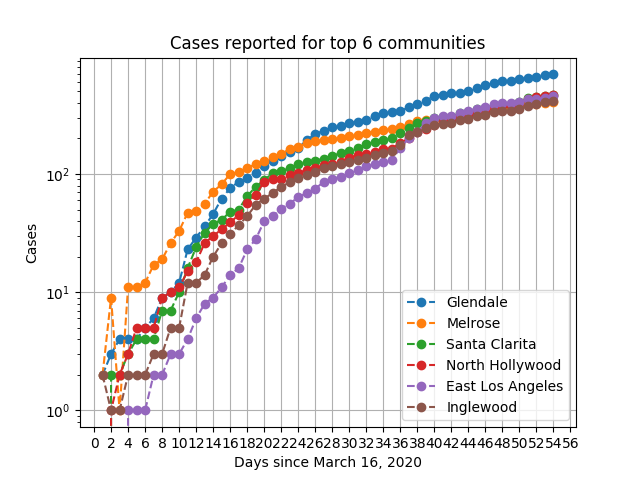 Cases reported for top 6 communities
Cases
10²
10¹
10⁰
0 2 4 6 8 10 12 14 16 18 20 22 24 26 28 30 32 34 36 38 40 42 44 46 48 50 52 54 56
Days since March 16, 2020
Glendale
Melrose
Santa Clarita
North Hollywood
East Los Angeles
Inglewood